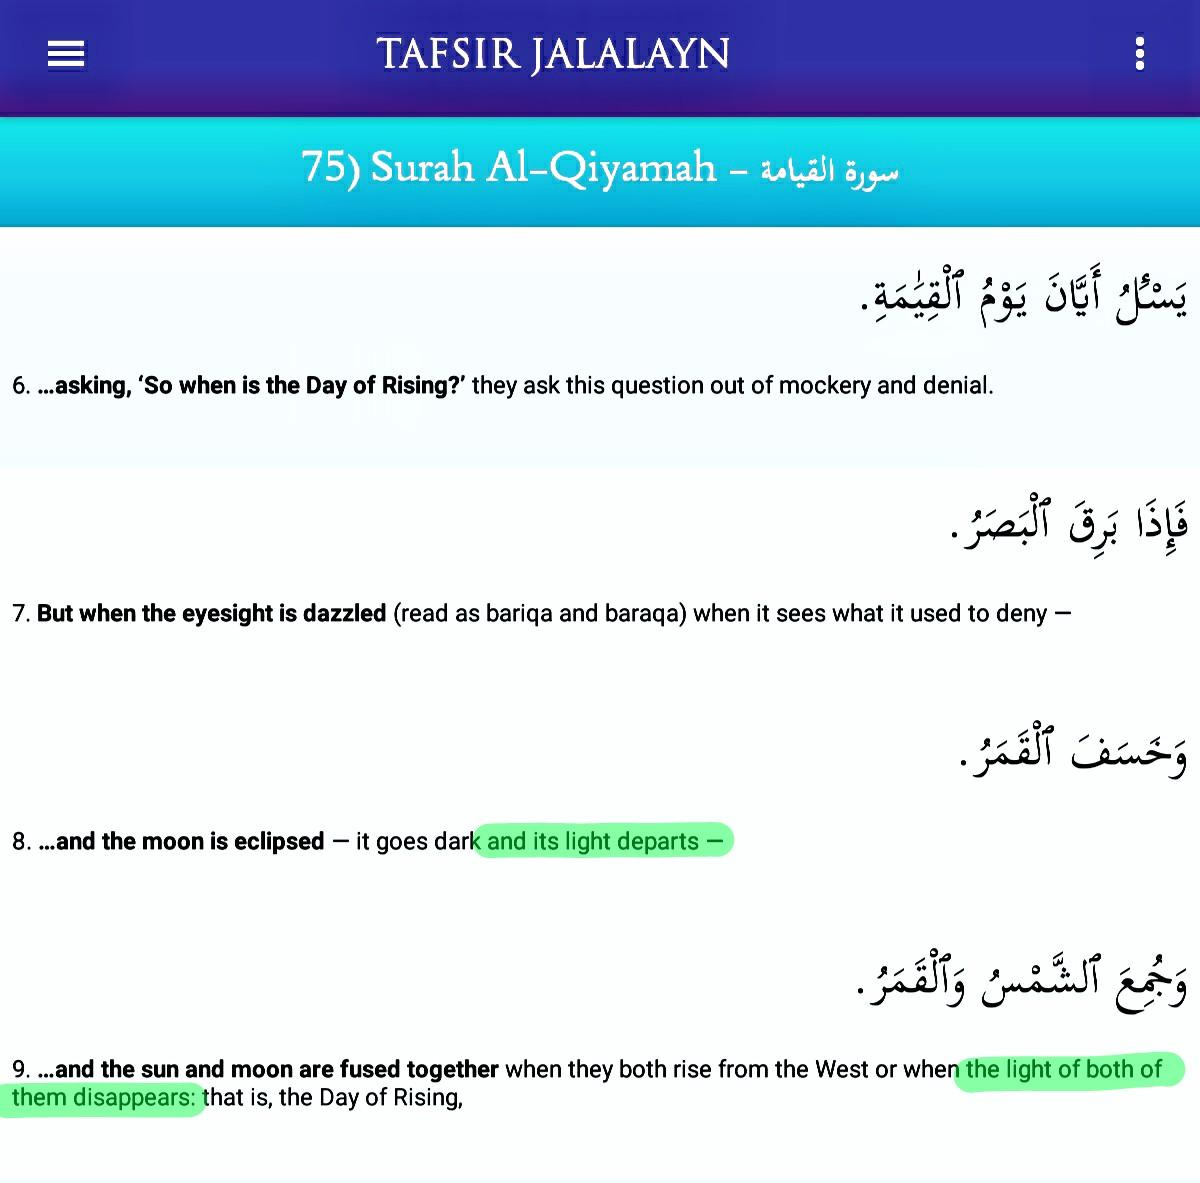 TAFSIR JALALAYN
75) Surah Al-Qiyamah – سورة القيامة
يَسْـَٔلُ أَيَّانَ يَوْمُ ٱلْقِيَٰمَةِ.
6. ...asking, ‘So when is the Day of Rising?’ they ask this question out of mockery and denial.
فَإِذَا بَرِقَ ٱلْبَصَرُ.
7. But when the eyesight is dazzled (read as bariqa and baraqa) when it sees what it used to deny —
وَخَسَفَ ٱلْقَمَرُ.
8. ...and the moon is eclipsed — it goes dark and its light departs —
وَجُمِعَ ٱلشَّمْسُ وَٱلْقَمَرُ.
9. ...and the sun and moon are fused together when they both rise from the West or when the light of both of
them disappears: that is, the Day of Rising,